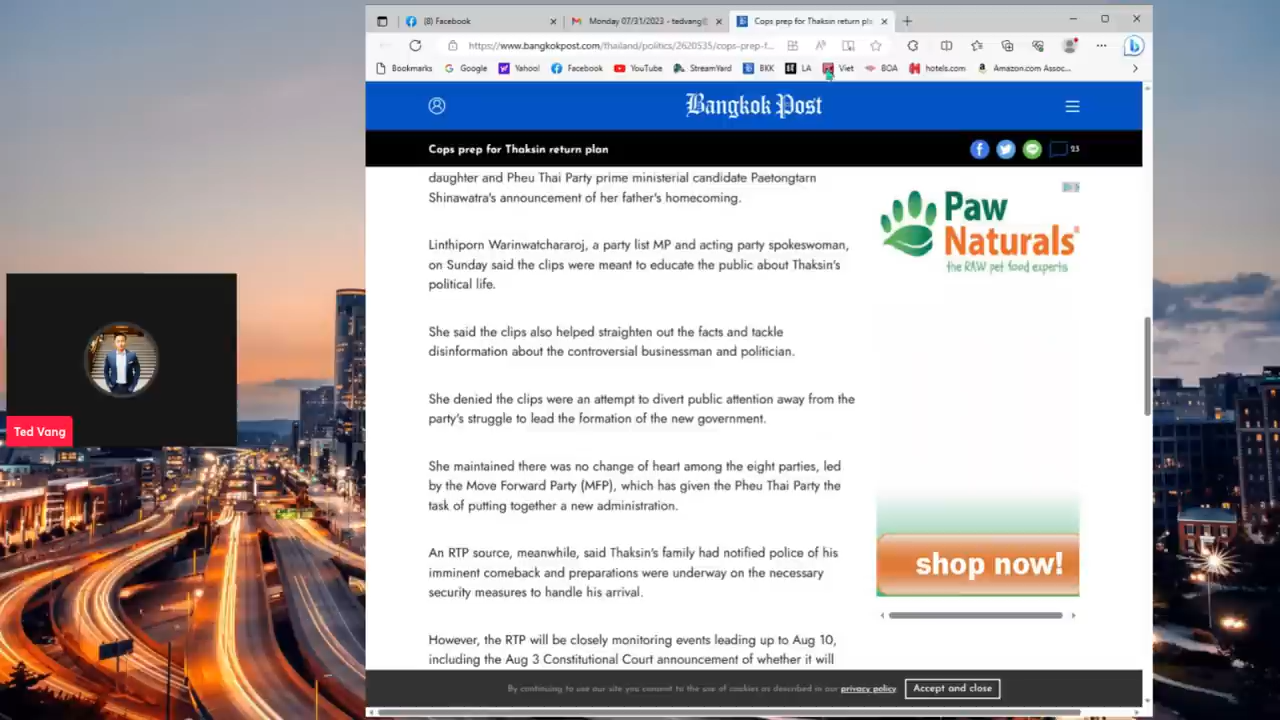 (8) Facebook
Monday 07/31/2023 - tedvang@
Cops prep for Thaksin return pla
https://www.bangkokpost.com/thailand/politics/2620535/cops-prep-f...
Bookmarks
Google
Yahoo!
Facebook
YouTube
StreamYard
BKK
LA
Viet
BOA
hotels.com
Amazon.com Assoc...
Bangkok Post
Cops prep for Thaksin return plan
23
daughter and Pheu Thai Party prime ministerial candidate Paetongtarn
Shinawatra's announcement of her father's homecoming.
Linthiporn Warinwatchararoj, a party list MP and acting party spokeswoman,
on Sunday said the clips were meant to educate the public about Thaksin's
political life.
She said the clips also helped straighten out the facts and tackle
disinformation about the controversial businessman and politician.
She denied the clips were an attempt to divert public attention away from the
party's struggle to lead the formation of the new government.
She maintained there was no change of heart among the eight parties, led
by the Move Forward Party (MFP), which has given the Pheu Thai Party the
task of putting together a new administration.
An RTP source, meanwhile, said Thaksin's family had notified police of his
imminent comeback and preparations were underway on the necessary
security measures to handle his arrival.
However, the RTP will be closely monitoring events leading up to Aug 10,
including the Aug 3 Constitutional Court announcement of whether it will
Paw
Naturals®
the RAW pet food experts
shop now!
By continuing to use our site you consent to the use of cookies as described in our privacy policy
Accept and close
Ted Vang